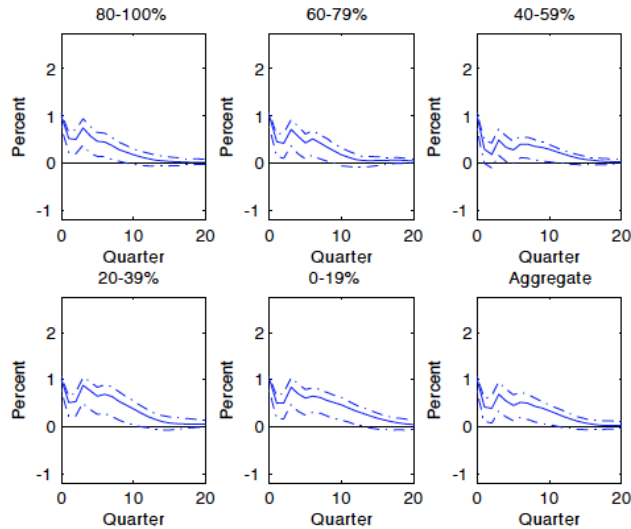 80-100% 60-79% 40-59%
Percent Percent Percent
2 2 2
1 1 1
0 0 0
-1 -1 -1
0 10 20 0 10 20 0 10 20
Quarter Quarter Quarter
20-39% 0-19% Aggregate
Percent Percent Percent
2 2 2
1 1 1
0 0 0
-1 -1 -1
0 10 20 0 10 20 0 10 20
Quarter Quarter Quarter